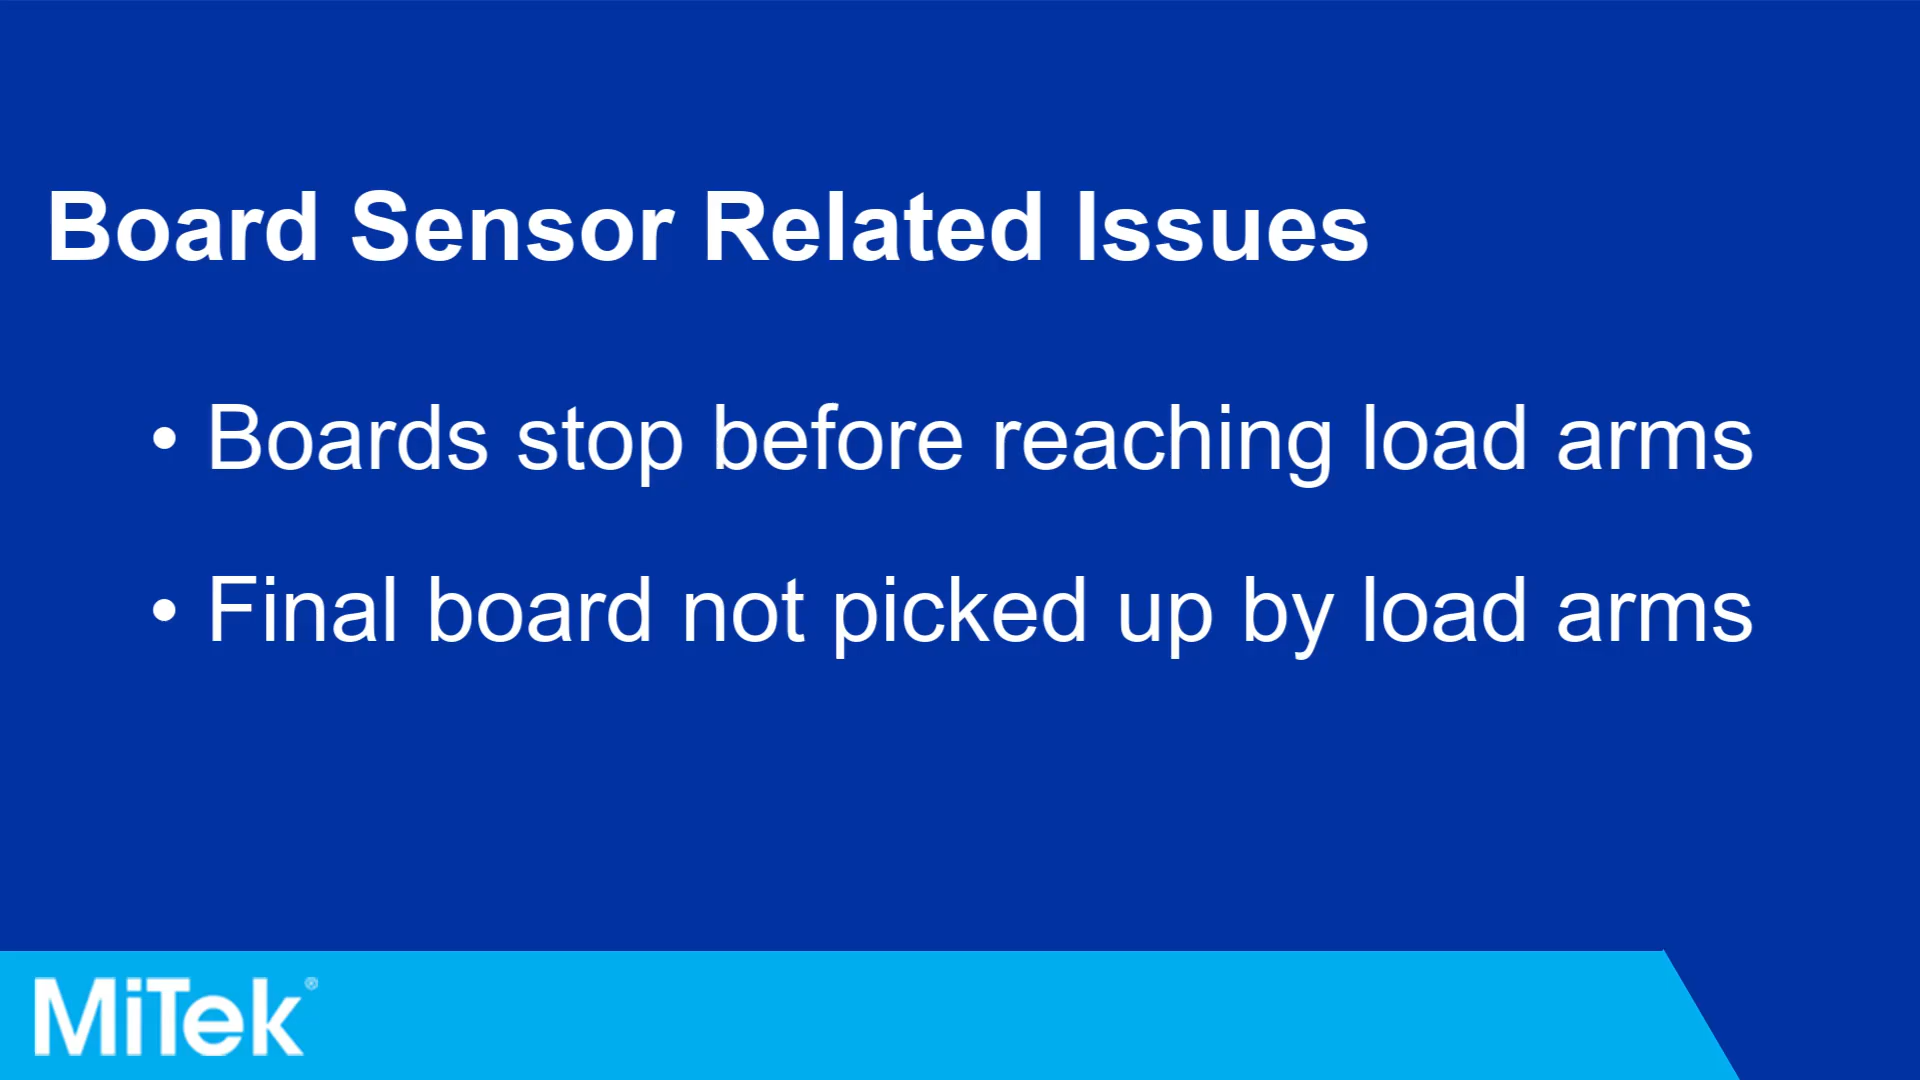 Board Sensor Related Issues
• Boards stop before reaching load arms
• Final board not picked up by load arms
MiTek®